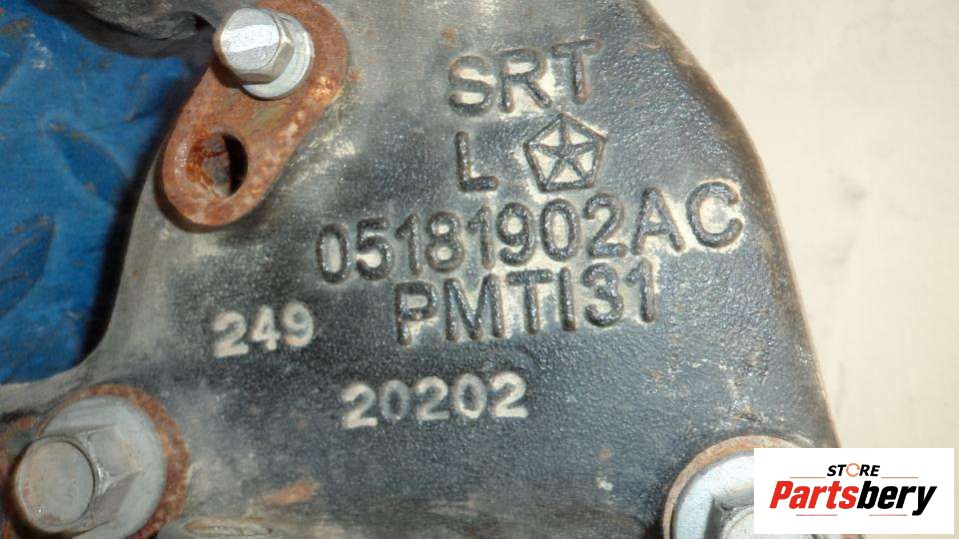 SRT
L
05181902AC
PMTI31
249
20202
STORE
Partsbery